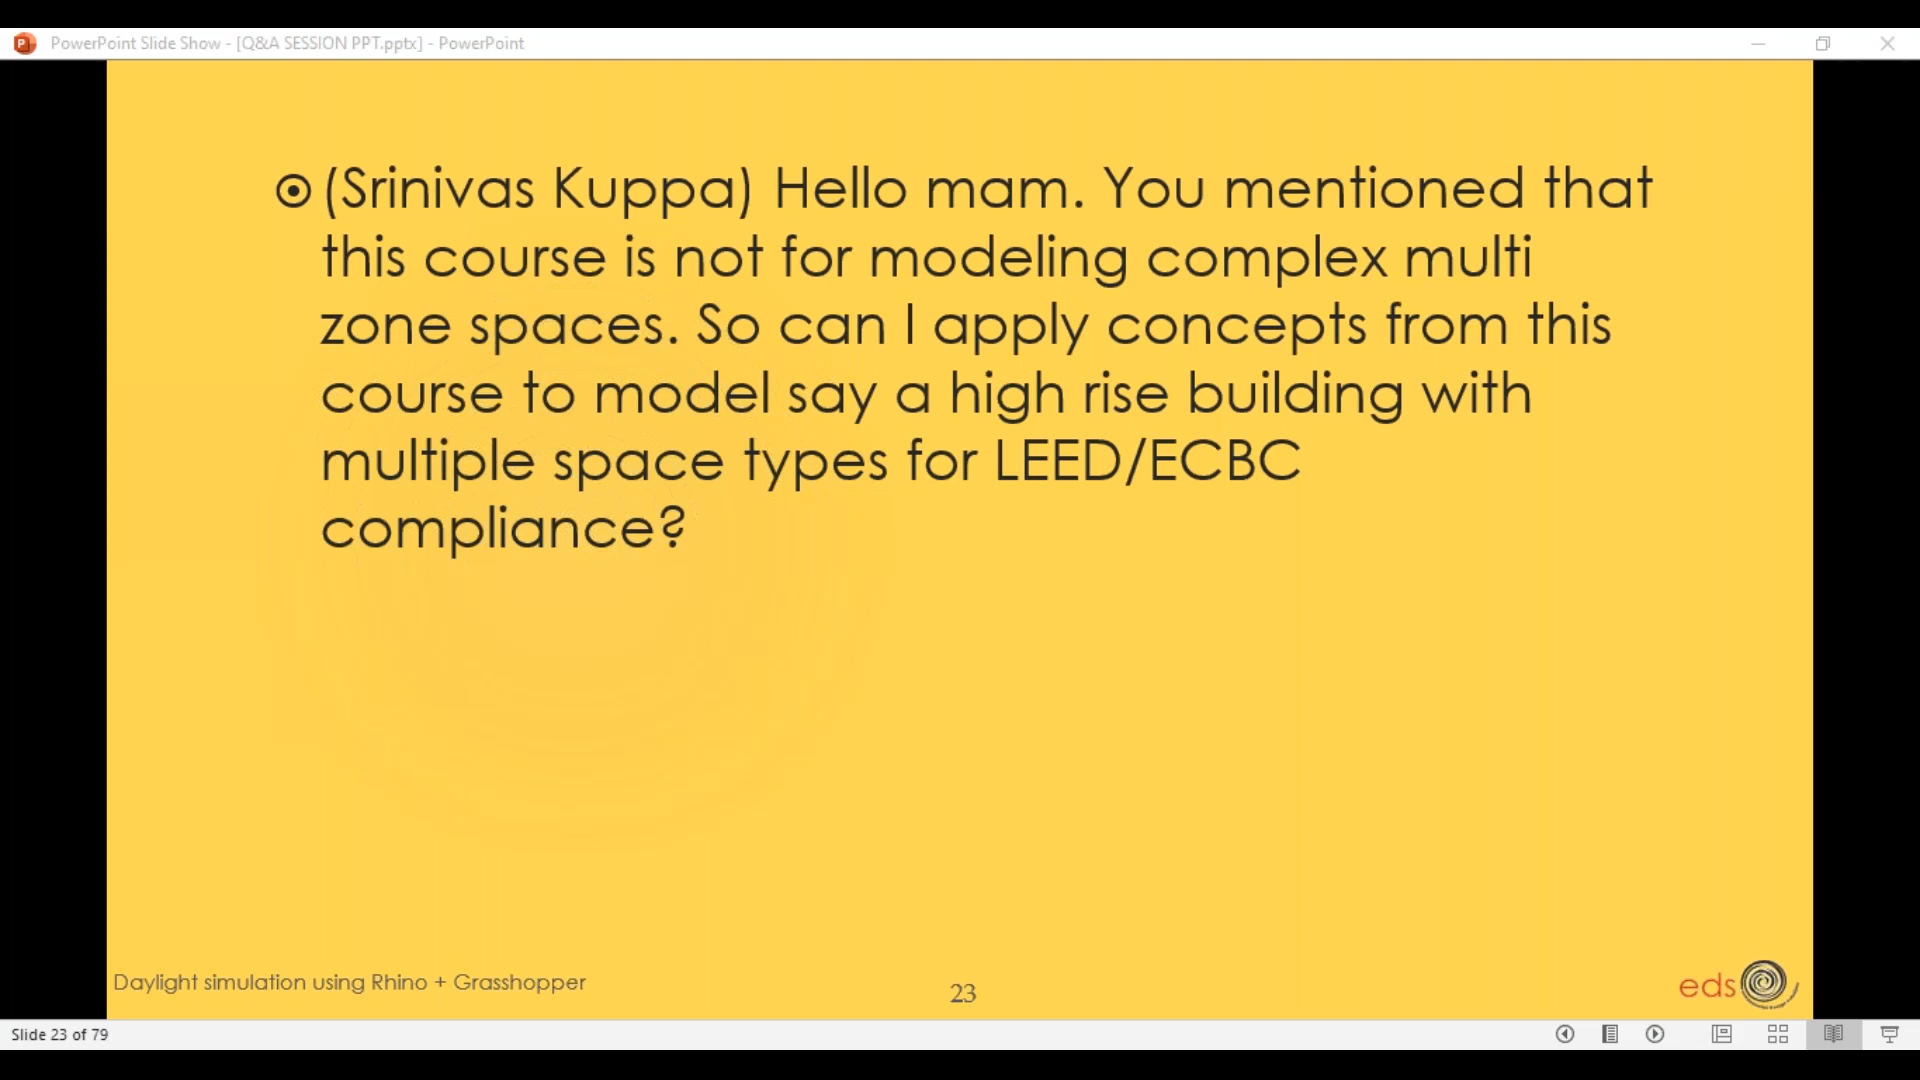 PowerPoint Slide Show - [Q&A SESSION PPT.pptx] - PowerPoint
(Srinivas Kuppa) Hello mam. You mentioned that
this course is not for modeling complex multi
zone spaces. So can I apply concepts from this
course to model say a high rise building with
multiple space types for LEED/ECBC
compliance?
Daylight simulation using Rhino + Grasshopper
23
eds
Slide 23 of 79